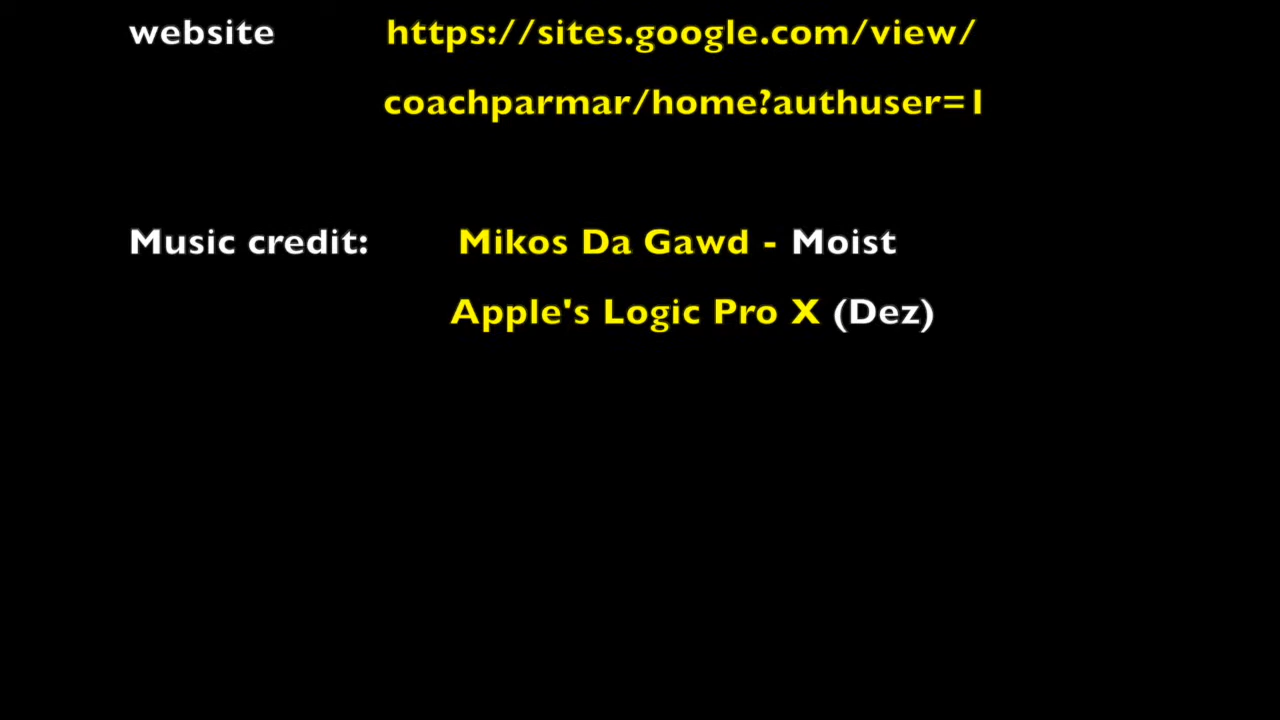 website https://sites.google.com/view/
coachparmar/home?authuser=1
Music credit: Mikos Da Gawd - Moist
Apple's Logic Pro X (Dez)